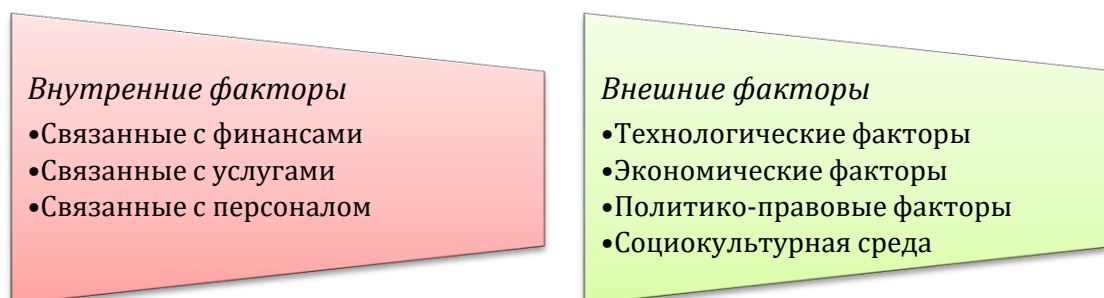 Внутренние факторы
•Связанные с финансами
•Связанные с услугами
•Связанные с персоналом
Внешние факторы
•Технологические факторы
•Экономические факторы
•Политико-правовые факторы
•Социокультурная среда